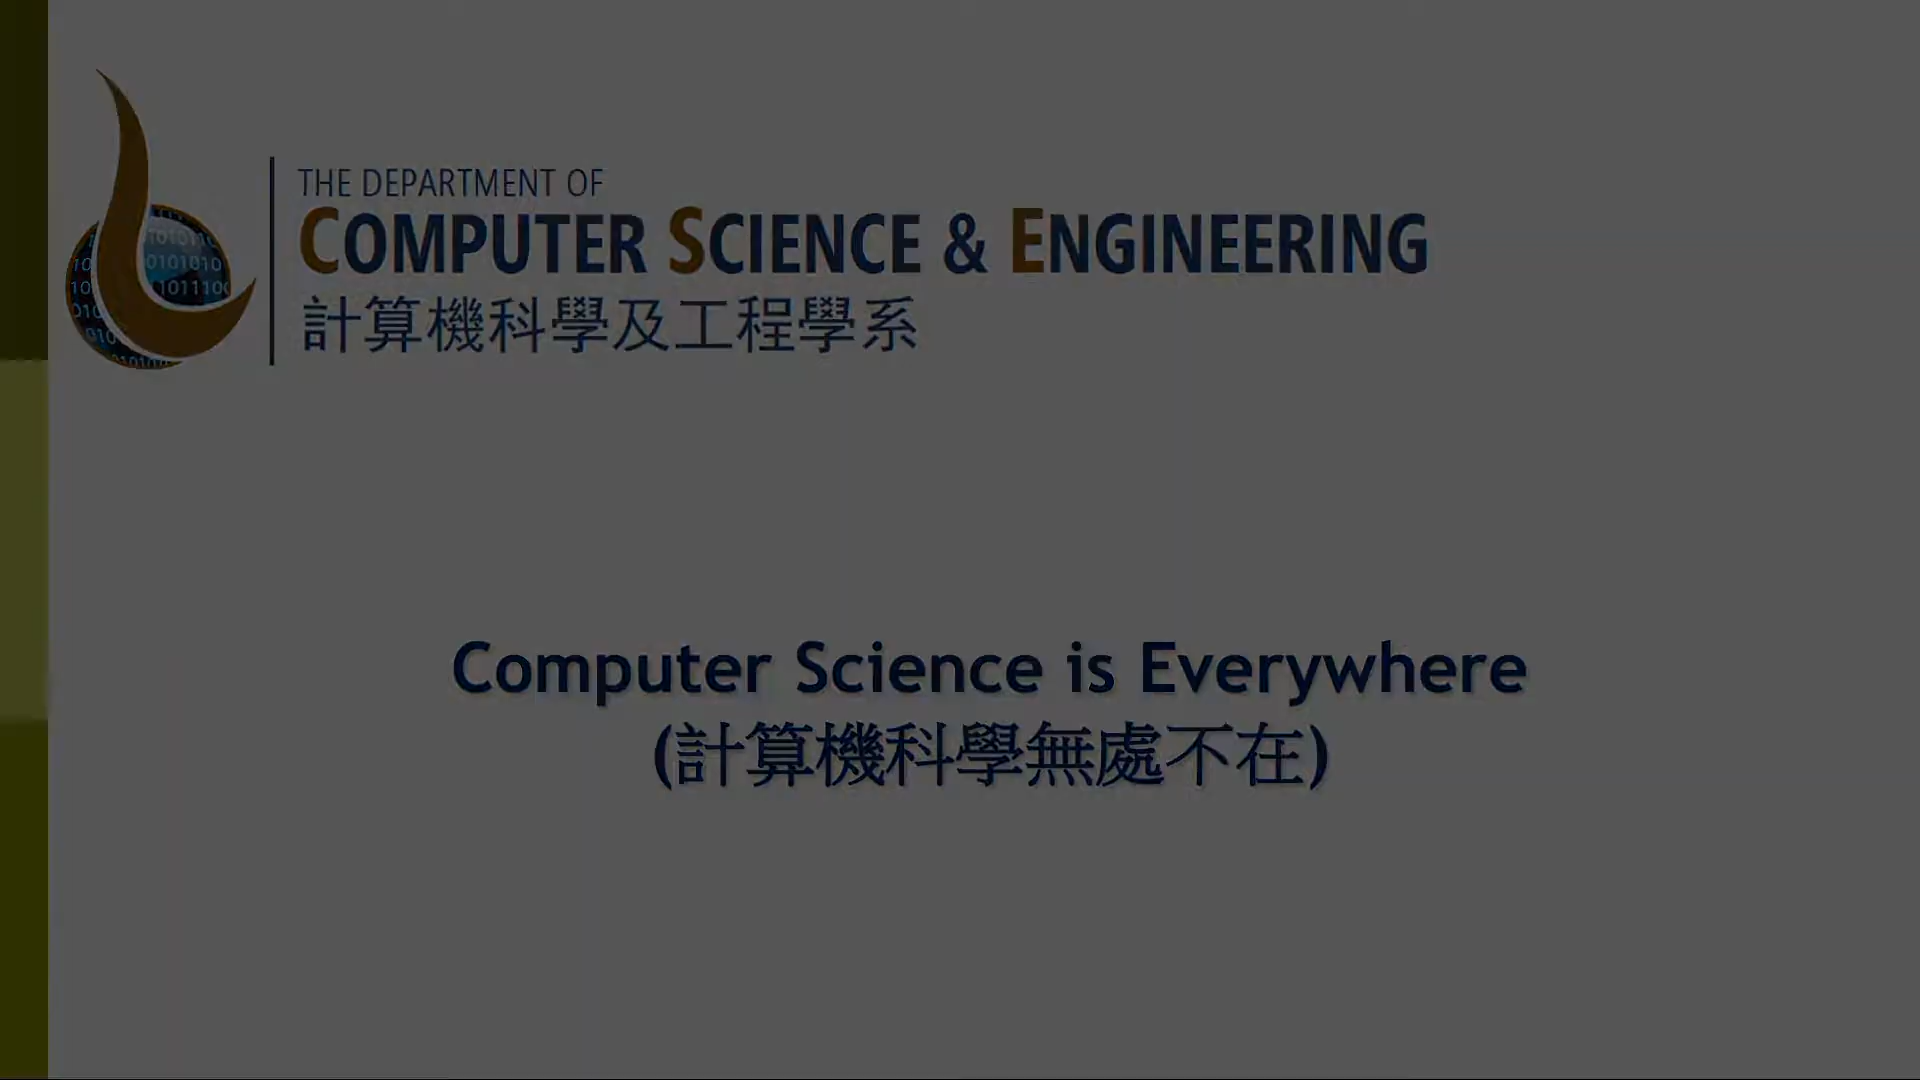 THE DEPARTMENT OF
COMPUTER SCIENCE & ENGINEERING
計算機科學及工程學系
Computer Science is Everywhere
(計算機科學無處不在)